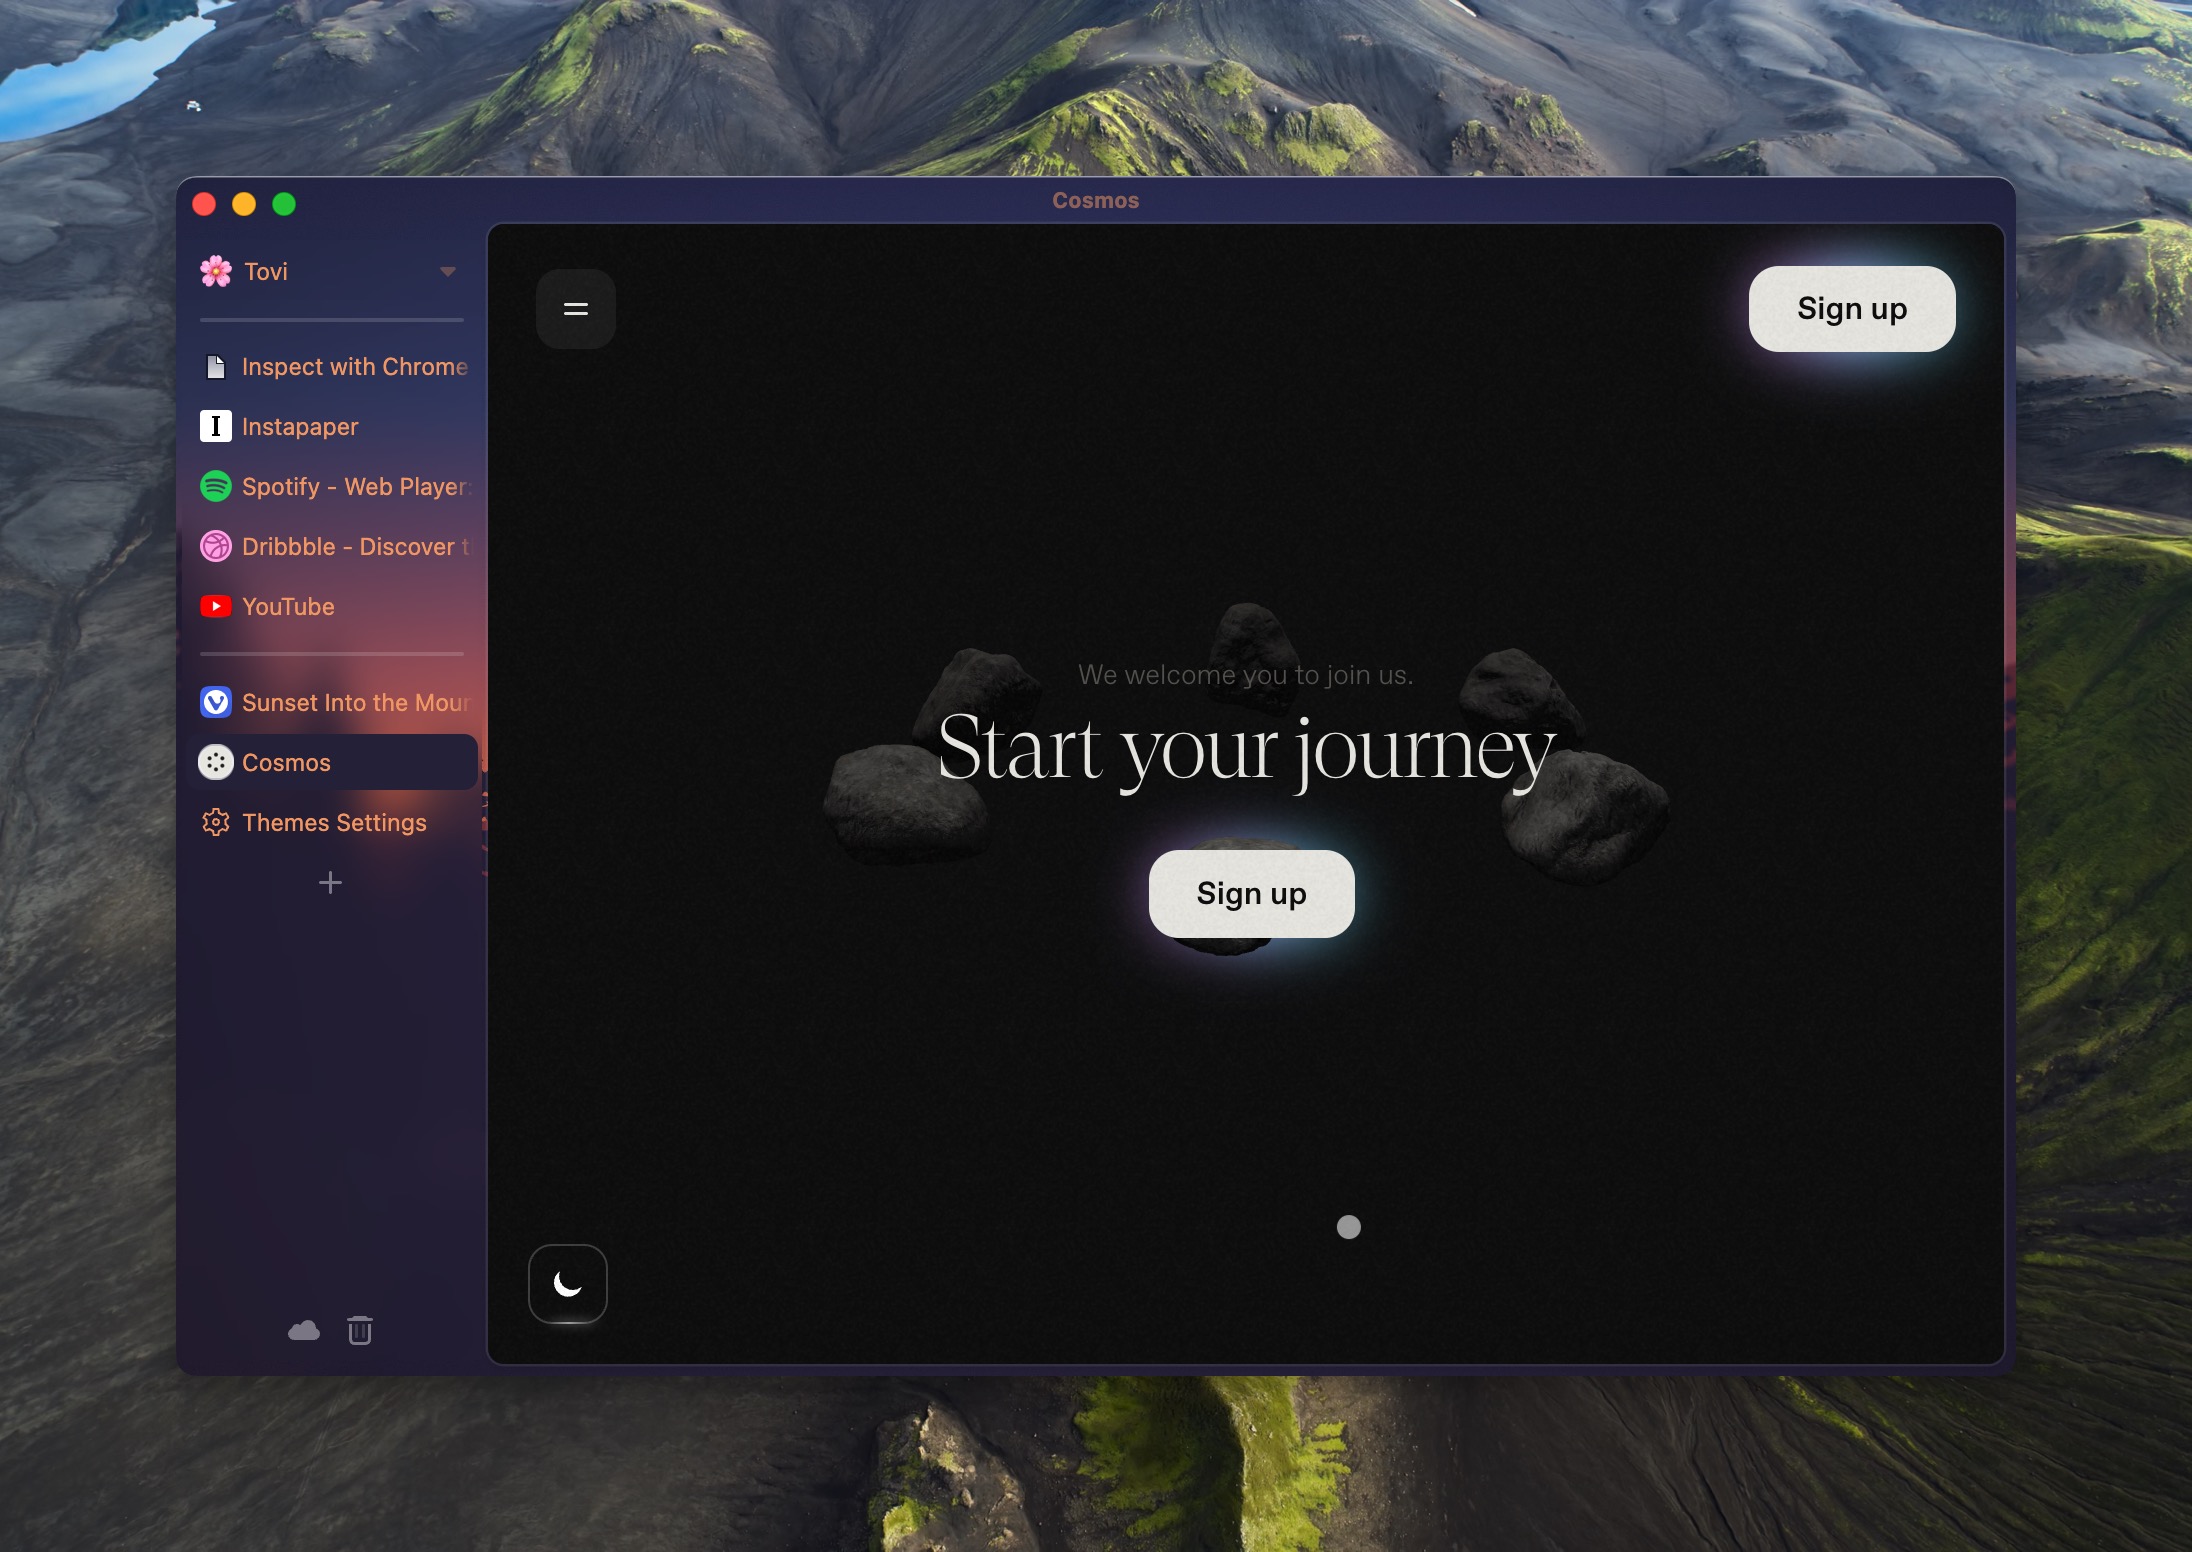 Cosmos
Tovi
Inspect with Chrome
Instapaper
Spotify - Web Player:
Dribbble - Discover t
YouTube
Sunset Into the Mour
Cosmos
Themes Settings
Sign up
We welcome you to join us.
Start your journey
Sign up